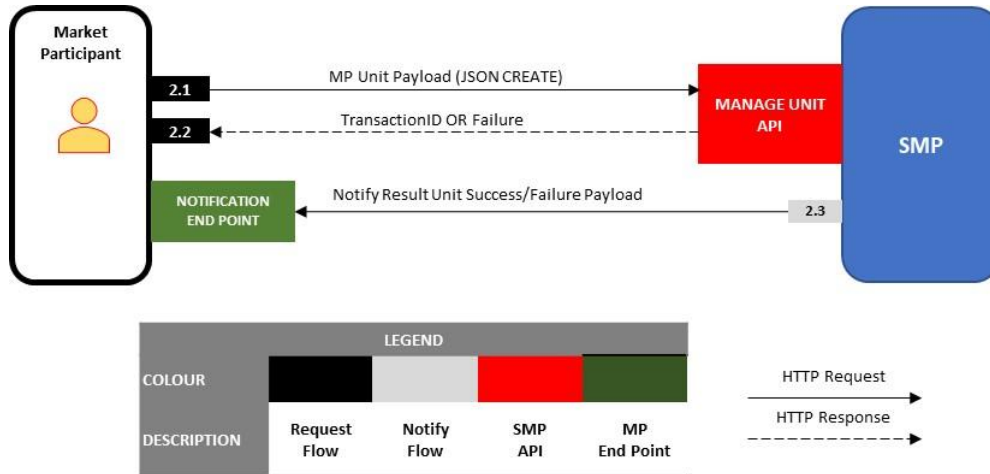 Market
Participant
2.1
MP Unit Payload (JSON CREATE)
MANAGE UNIT
API
2.2
TransactionID OR Failure
SMP
NOTIFICATION
END POINT
Notify Result Unit Success/Failure Payload
2.3
LEGEND
COLOUR
DESCRIPTION
Request
Flow
Notify
Flow
SMP
API
MP
End Point
HTTP Request
HTTP Response